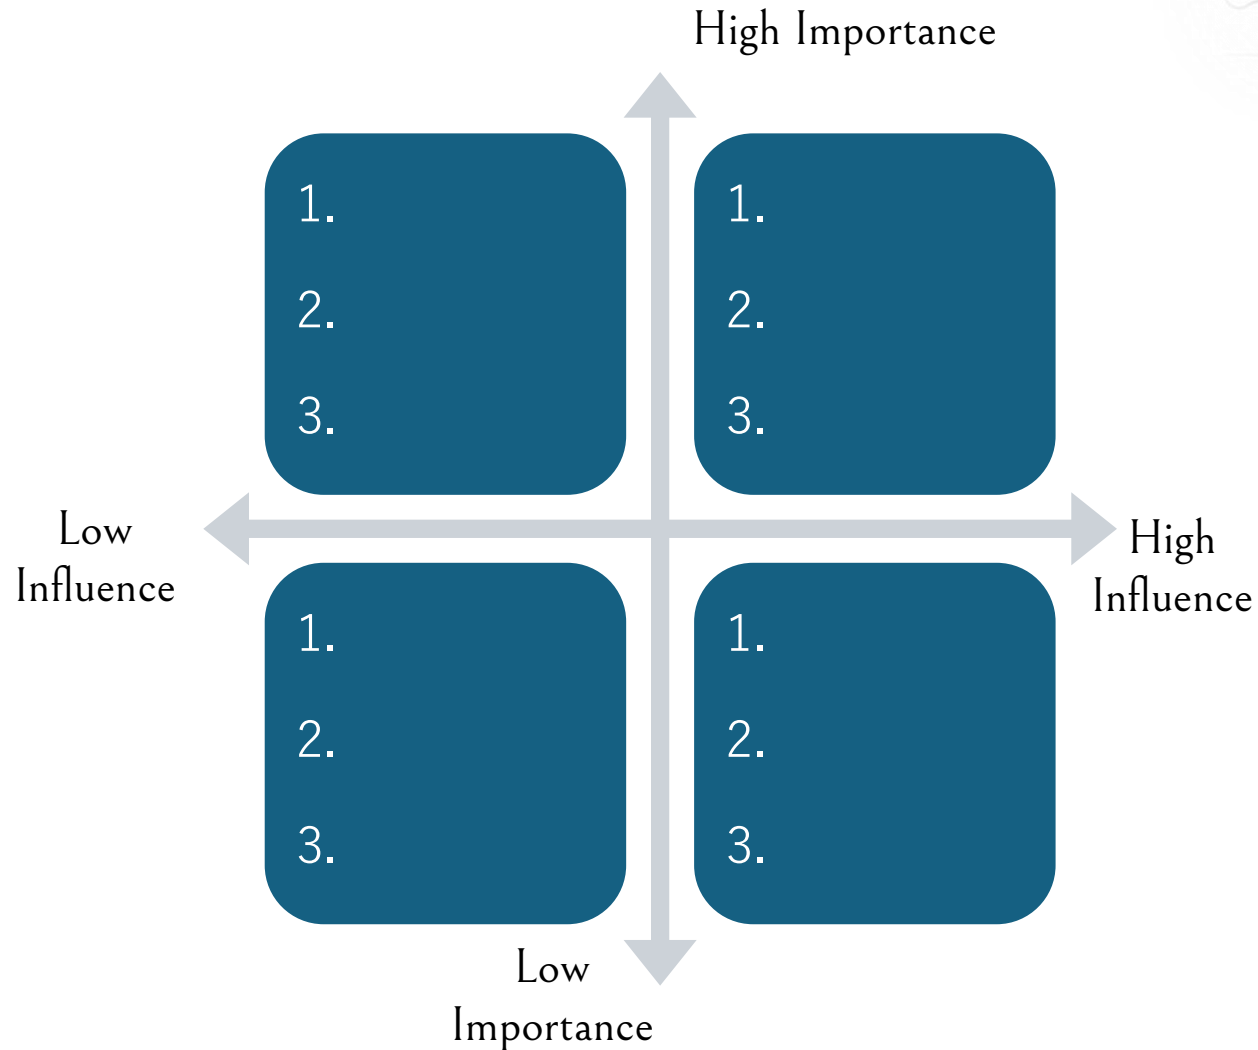 High Importance
1.
2.
3.
1.
2.
3.
Low
Influence
High
Influence
1.
2.
3.
1.
2.
3.
Low
Importance